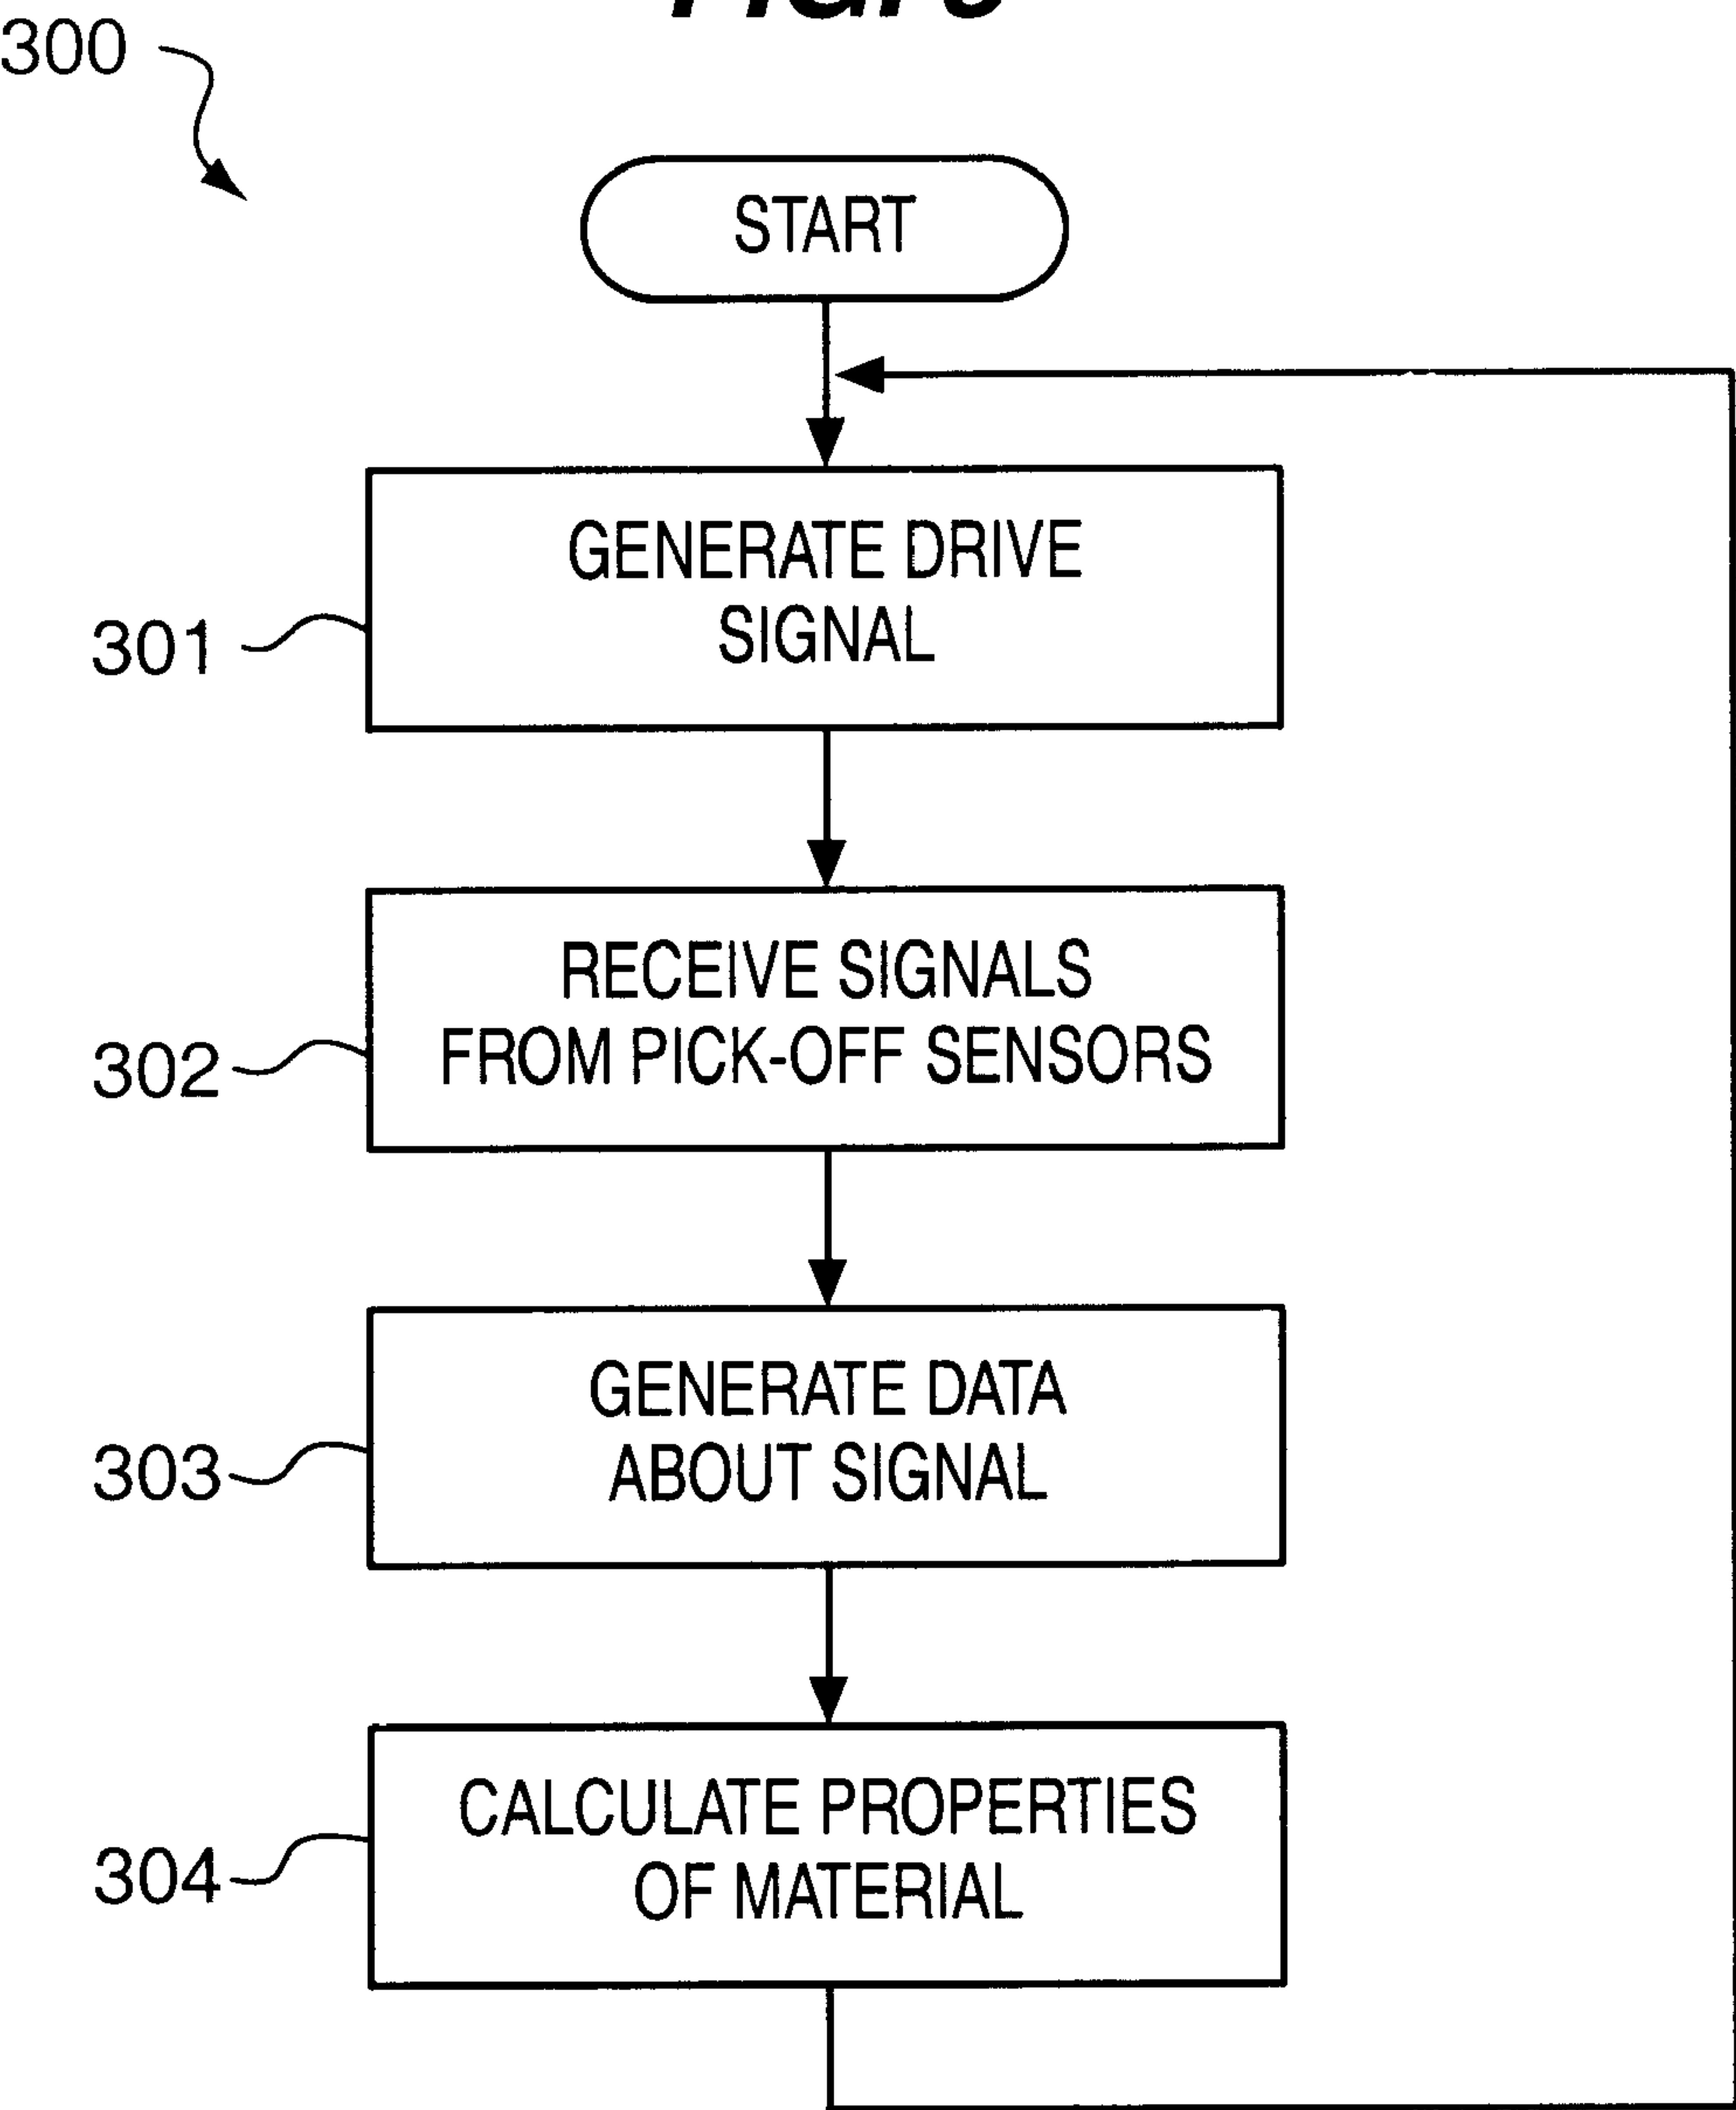 300
START
GENERATE DRIVE
SIGNAL
301
RECEIVE SIGNALS
FROM PICK-OFF SENSORS
302
GENERATE DATA
ABOUT SIGNAL
303
CALCULATE PROPERTIES
OF MATERIAL
304